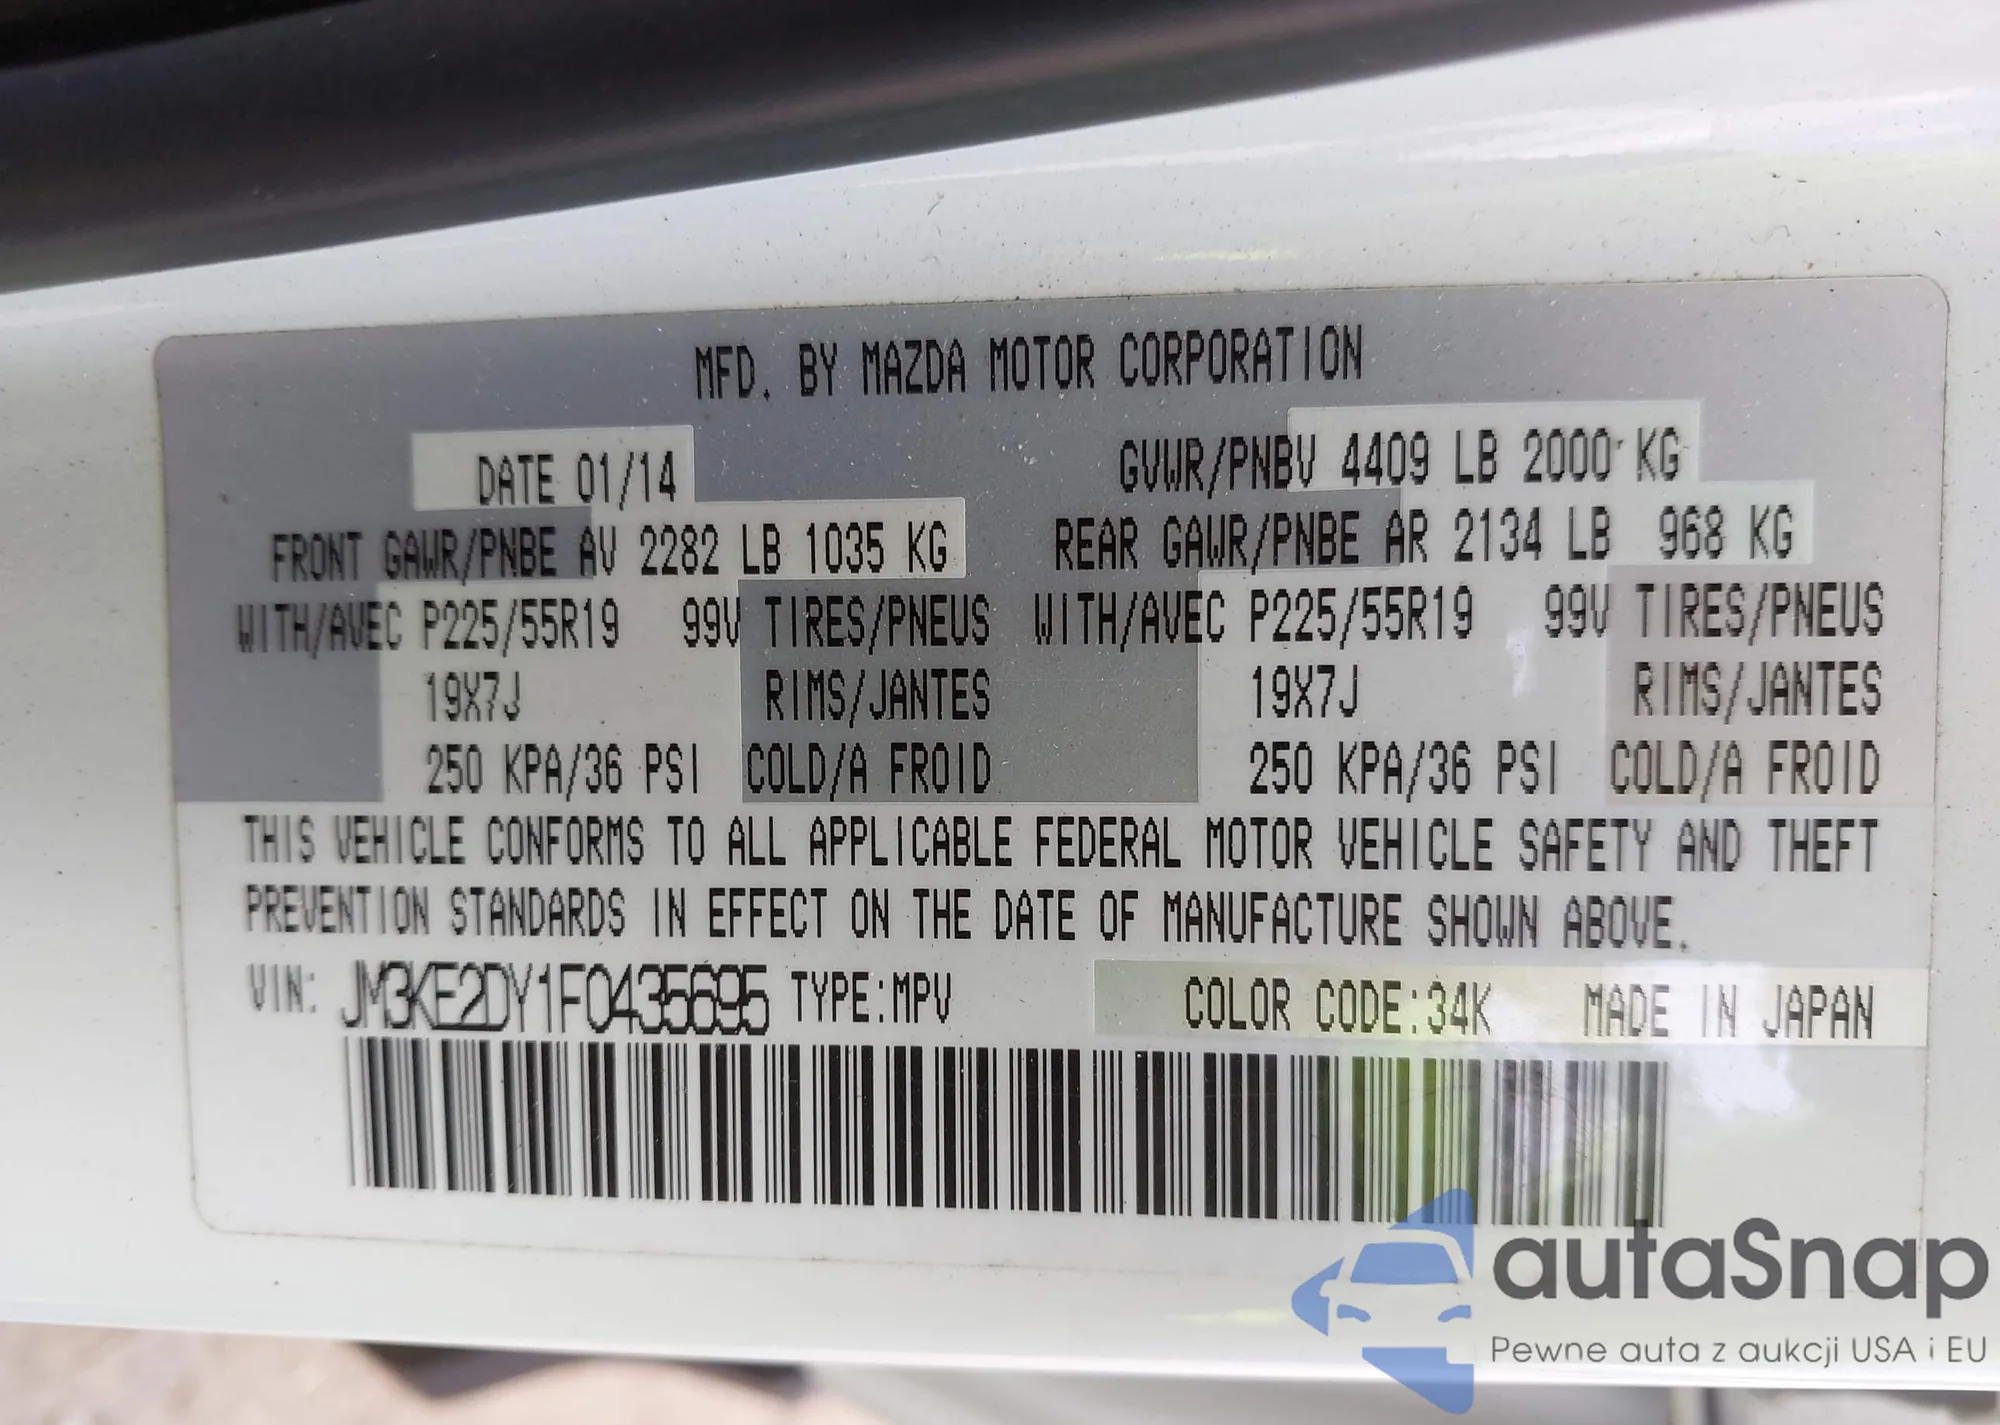 MFD. BY MAZDA MOTOR CORPORATION
DATE 01/14 GVWR/PNBV 4409 LB 2000 KG
FRONT GAWR/PNBE AV 2282 LB 1035 KG REAR GAWR/PNBE AR 2134 LB 968 KG
WITH/AVEC P225/55R19 99V TIRES/PNEUS WITH/AVEC P225/55R19 99V TIRES/PNEUS
19X7J RIMS/JANTES 19X7J RIMS/JANTES
250 KPA/36 PSI COLD/A FROID 250 KPA/36 PSI COLD/A FROID
THIS VEHICLE CONFORMS TO ALL APPLICABLE FEDERAL MOTOR VEHICLE SAFETY AND THEFT
PREVENTION STANDARDS IN EFFECT ON THE DATE OF MANUFACTURE SHOWN ABOVE.
VIN: JM3KE2DY1F0435695 TYPE:MPV COLOR CODE:34K MADE IN JAPAN
autaSnap
Pewne auta z aukcji USA i EU